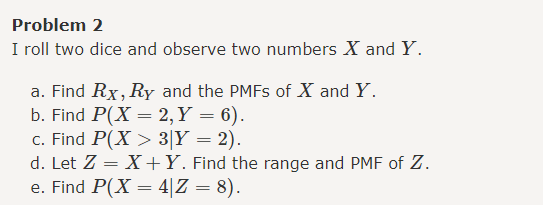 Problem 2
I roll two dice and observe two numbers X and Y.
a. Find R_X, R_Y and the PMFs of X and Y.
b. Find P(X = 2, Y = 6).
c. Find P(X > 3|Y = 2).
d. Let Z = X + Y. Find the range and PMF of Z.
e. Find P(X = 4|Z = 8).